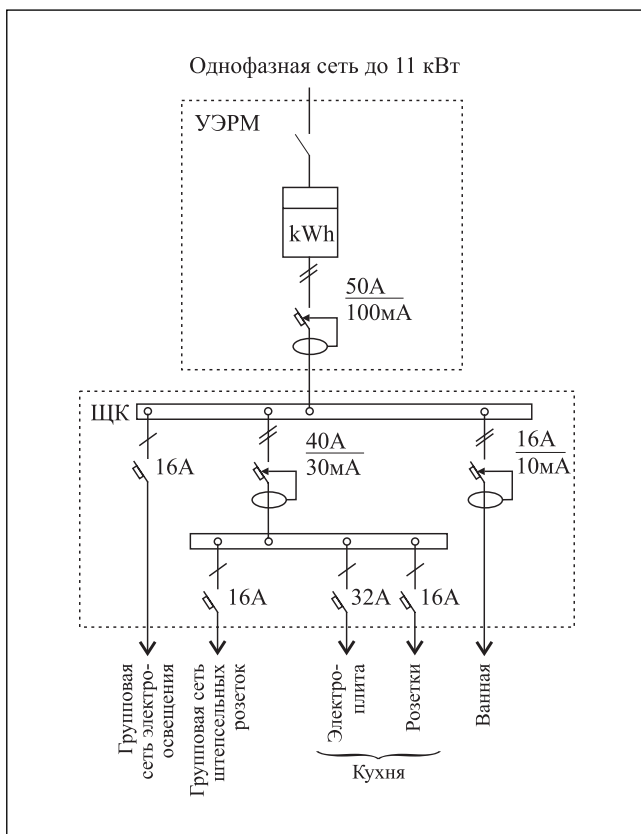 Однофазная сеть до 11 кВт
УЭРМ
kWh
50А
100мА
ЩК
16А
40А
30мА
16А
10мА
16А
32А
16А
Групповая
сеть электро-
освещения
Групповая сеть
штепсельных
розеток
Электро-
плита
Розетки
Ванная
Кухня